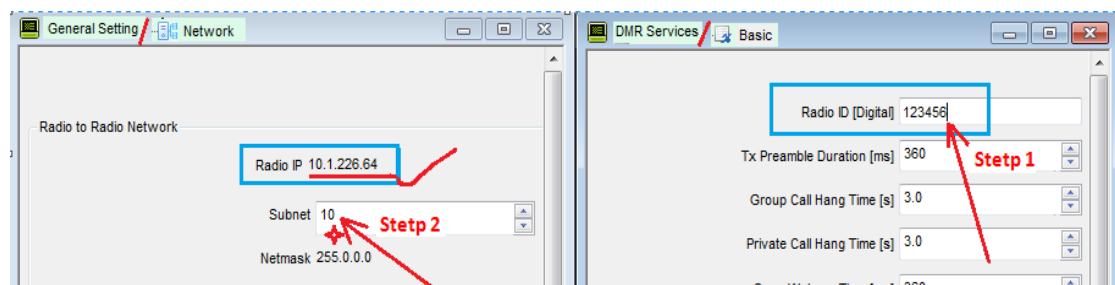 General Setting / Network
Radio to Radio Network
Radio IP 10.1.226.64
Subnet 10
Stetp 2
Netmask 255.0.0.0
DMR Services / Basic
Radio ID [Digital] 123456
Tx Preamble Duration [ms] 360
Stetp 1
Group Call Hang Time [s] 3.0
Private Call Hang Time [s] 3.0